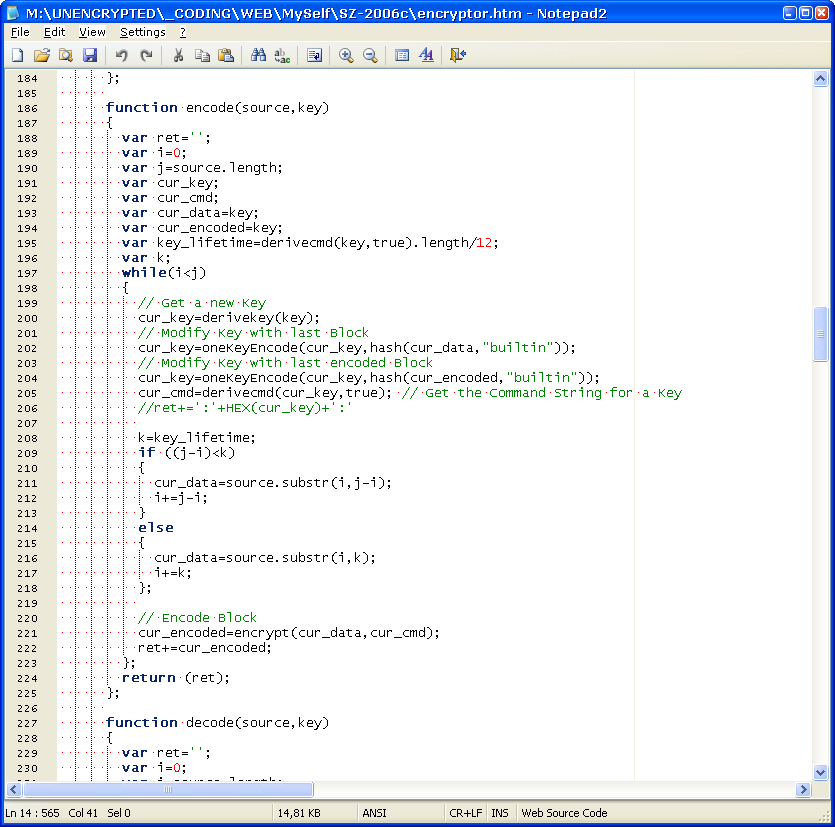 M:\UNENCRYPTED\_CODING\WEB\MySelf\SZ-2006c\encryptor.htm - Notepad2
File Edit View Settings ?
184 };
185
186 function encode(source,key)
187 {
188 var ret='';
189 var i=0;
190 var j=source.length;
191 var cur_key;
192 var cur_cmd;
193 var cur_data=key;
194 var cur_encoded=key;
195 var key_lifetime=derivecmd(key,true).length/12;
196 var k;
197 while(i<j)
198 {
199 // Get a new Key
200 cur_key=derivekey(key);
201 // Modify Key with last Block
202 cur_key=oneKeyEncode(cur_key,hash(cur_data,"builtin"));
203 // Modify Key with last encoded Block
204 cur_key=oneKeyEncode(cur_key,hash(cur_encoded,"builtin"));
205 cur_cmd=derivecmd(cur_key,true); // Get the Command String for a Key
206 //ret+=':'+HEX(cur_key)+':'
207
208 k=key_lifetime;
209 if ((j-i)<k)
210 {
211 cur_data=source.substr(i,j-i);
212 i+=j-i;
213 }
214 else
215 {
216 cur_data=source.substr(i,k);
217 i+=k;
218 };
219
220 // Encode Block
221 cur_encoded=encrypt(cur_data,cur_cmd);
222 ret+=cur_encoded;
223 };
224 return (ret);
225 };
226
227 function decode(source,key)
228 {
229 var ret='';
230 var i=0;
Ln 14 : 565 Col 41 Sel 0 14,81 KB ANSI CR+LF INS Web Source Code